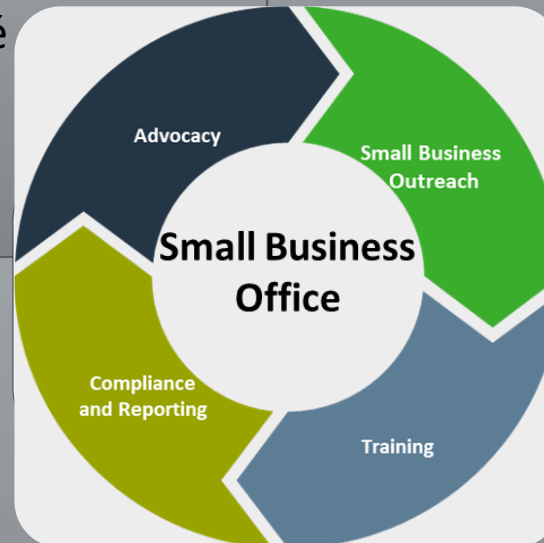 é
Advocacy
Small Business
Outreach
Small Business
Office
Compliance
and Reporting
Training